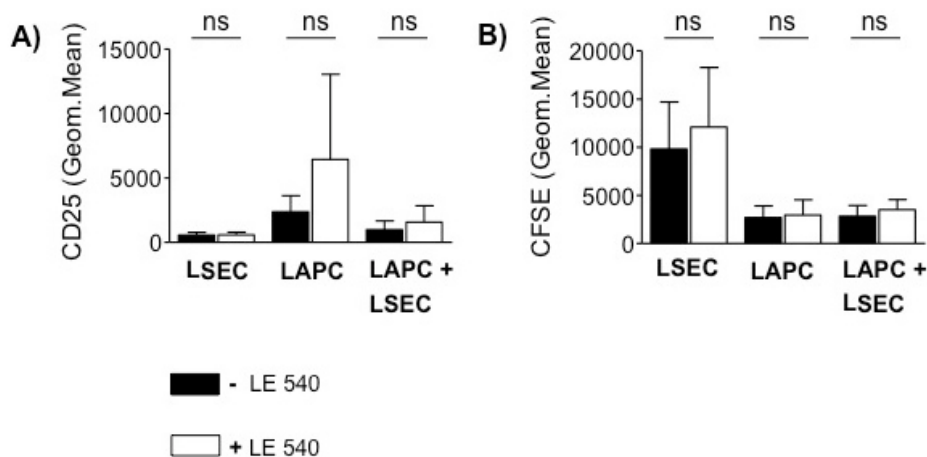 A)
ns ns ns
CD25 (Geom.Mean)
15000
10000
5000
0
LSEC LAPC LAPC +
LSEC
B)
ns ns ns
CFSE (Geom.Mean)
20000
15000
10000
5000
0
LSEC LAPC LAPC +
LSEC
- LE 540
+ LE 540